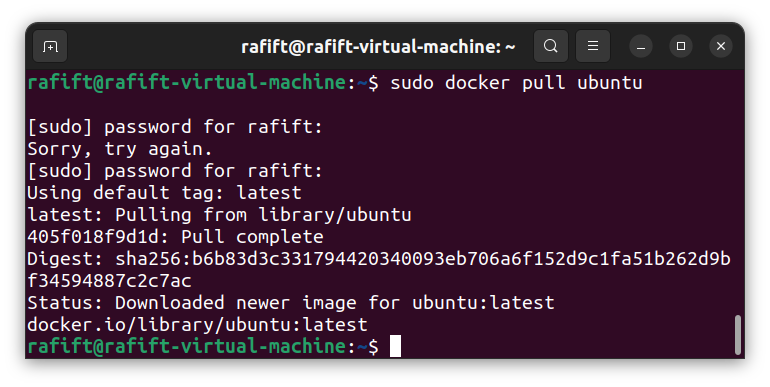 rafift@rafift-virtual-machine: ~
rafift@rafift-virtual-machine:~$ sudo docker pull ubuntu
[sudo] password for rafift:
Sorry, try again.
[sudo] password for rafift:
Using default tag: latest
latest: Pulling from library/ubuntu
405f018f9d1d: Pull complete
Digest: sha256:b6b83d3c331794420340093eb706a6f152d9c1fa51b262d9b
f34594887c2c7ac
Status: Downloaded newer image for ubuntu:latest
docker.io/library/ubuntu:latest
rafift@rafift-virtual-machine:~$